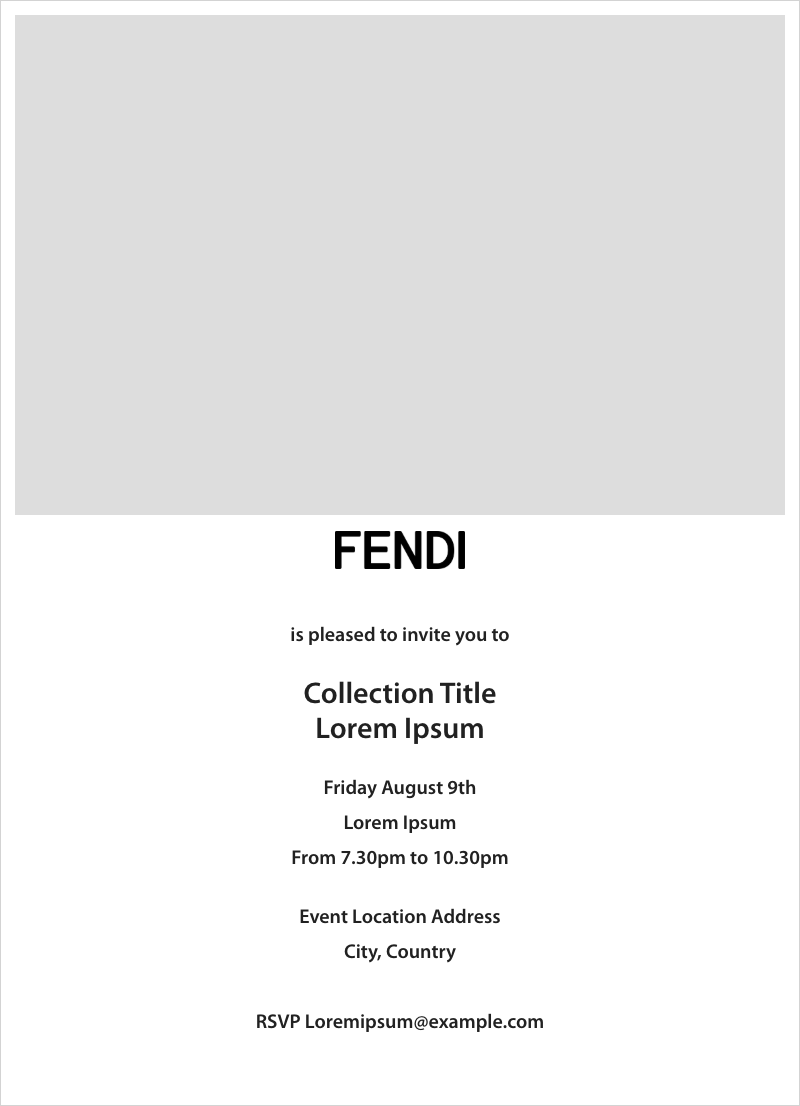 FENDI
is pleased to invite you to
Collection Title
Lorem Ipsum
Friday August 9th
Lorem Ipsum
From 7.30pm to 10.30pm
Event Location Address
City, Country
RSVP Loremipsum@example.com